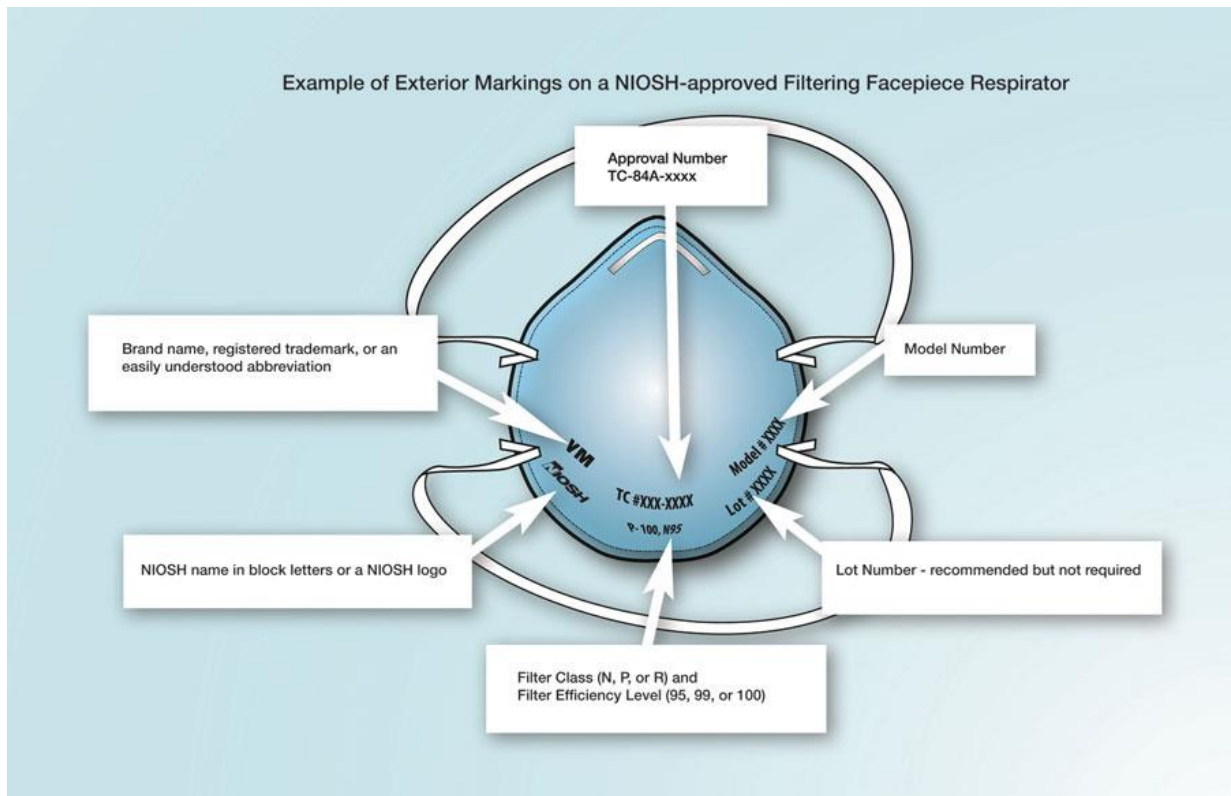 Example of Exterior Markings on a NIOSH-approved Filtering Facepiece Respirator
Approval Number
TC-84A-xxxx
Brand name, registered trademark, or an
easily understood abbreviation
Model Number
VM
NIOSH
TC #XXX-XXXX
P-100, N95
Model # XXXX
Lot # XXXX
NIOSH name in block letters or a NIOSH logo
Lot Number - recommended but not required
Filter Class (N, P, or R) and
Filter Efficiency Level (95, 99, or 100)